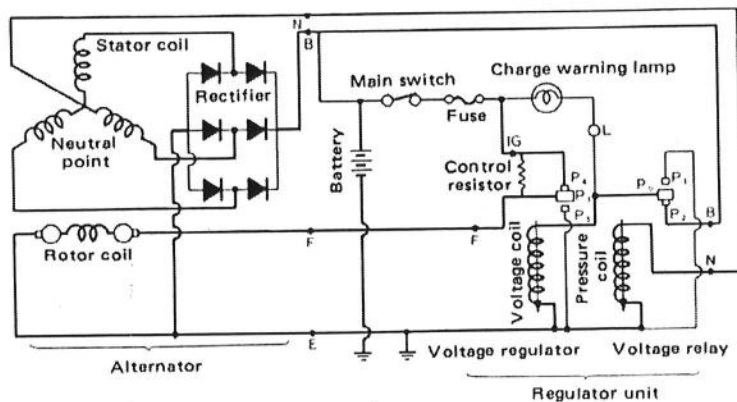 N
B
Stator coil
Rectifier
Neutral
point
Main switch
Fuse
Charge warning lamp
L
IG
Control
resistor
Battery
P4
P3
P1
P2
B
N
F
F
Rotor coil
Voltage coil
Pressure
coil
E
Alternator
Voltage regulator
Voltage relay
Regulator unit